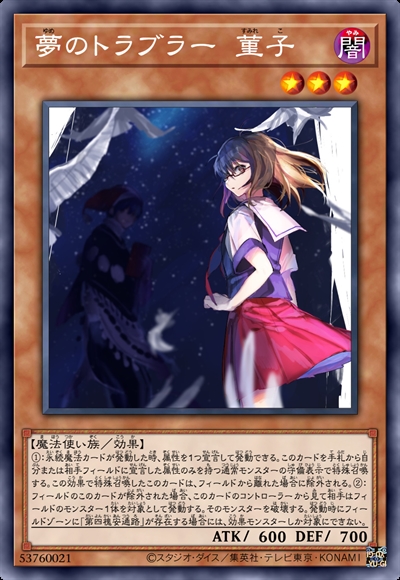 夢のトラブラー 菫子
ゆめ
すみれ
こ
やみ
闇
【魔法使い族/効果】
①:永続魔法カードが発動した時、属性を1つ宣言して発動できる。このカードを手札から自
分または相手フィールドに宣言した属性のみを持つ通常モンスターの守備表示で特殊召喚
する。この効果で特殊召喚したこのカードは、フィールドから離れた場合に除外される。②:
フィールドのこのカードが除外された場合、このカードのコントローラーから見て相手はフィ
ールドのモンスター1体を対象として発動する。そのモンスターを破壊する。発動時にフィー
ルドゾーンに「第四槐安通路」が存在する場合には、効果モンスターしか対象にできない。
ATK/ 600 DEF/ 700
53760021
©スタジオ・ダイス/集英社・テレビ東京・KONAMI